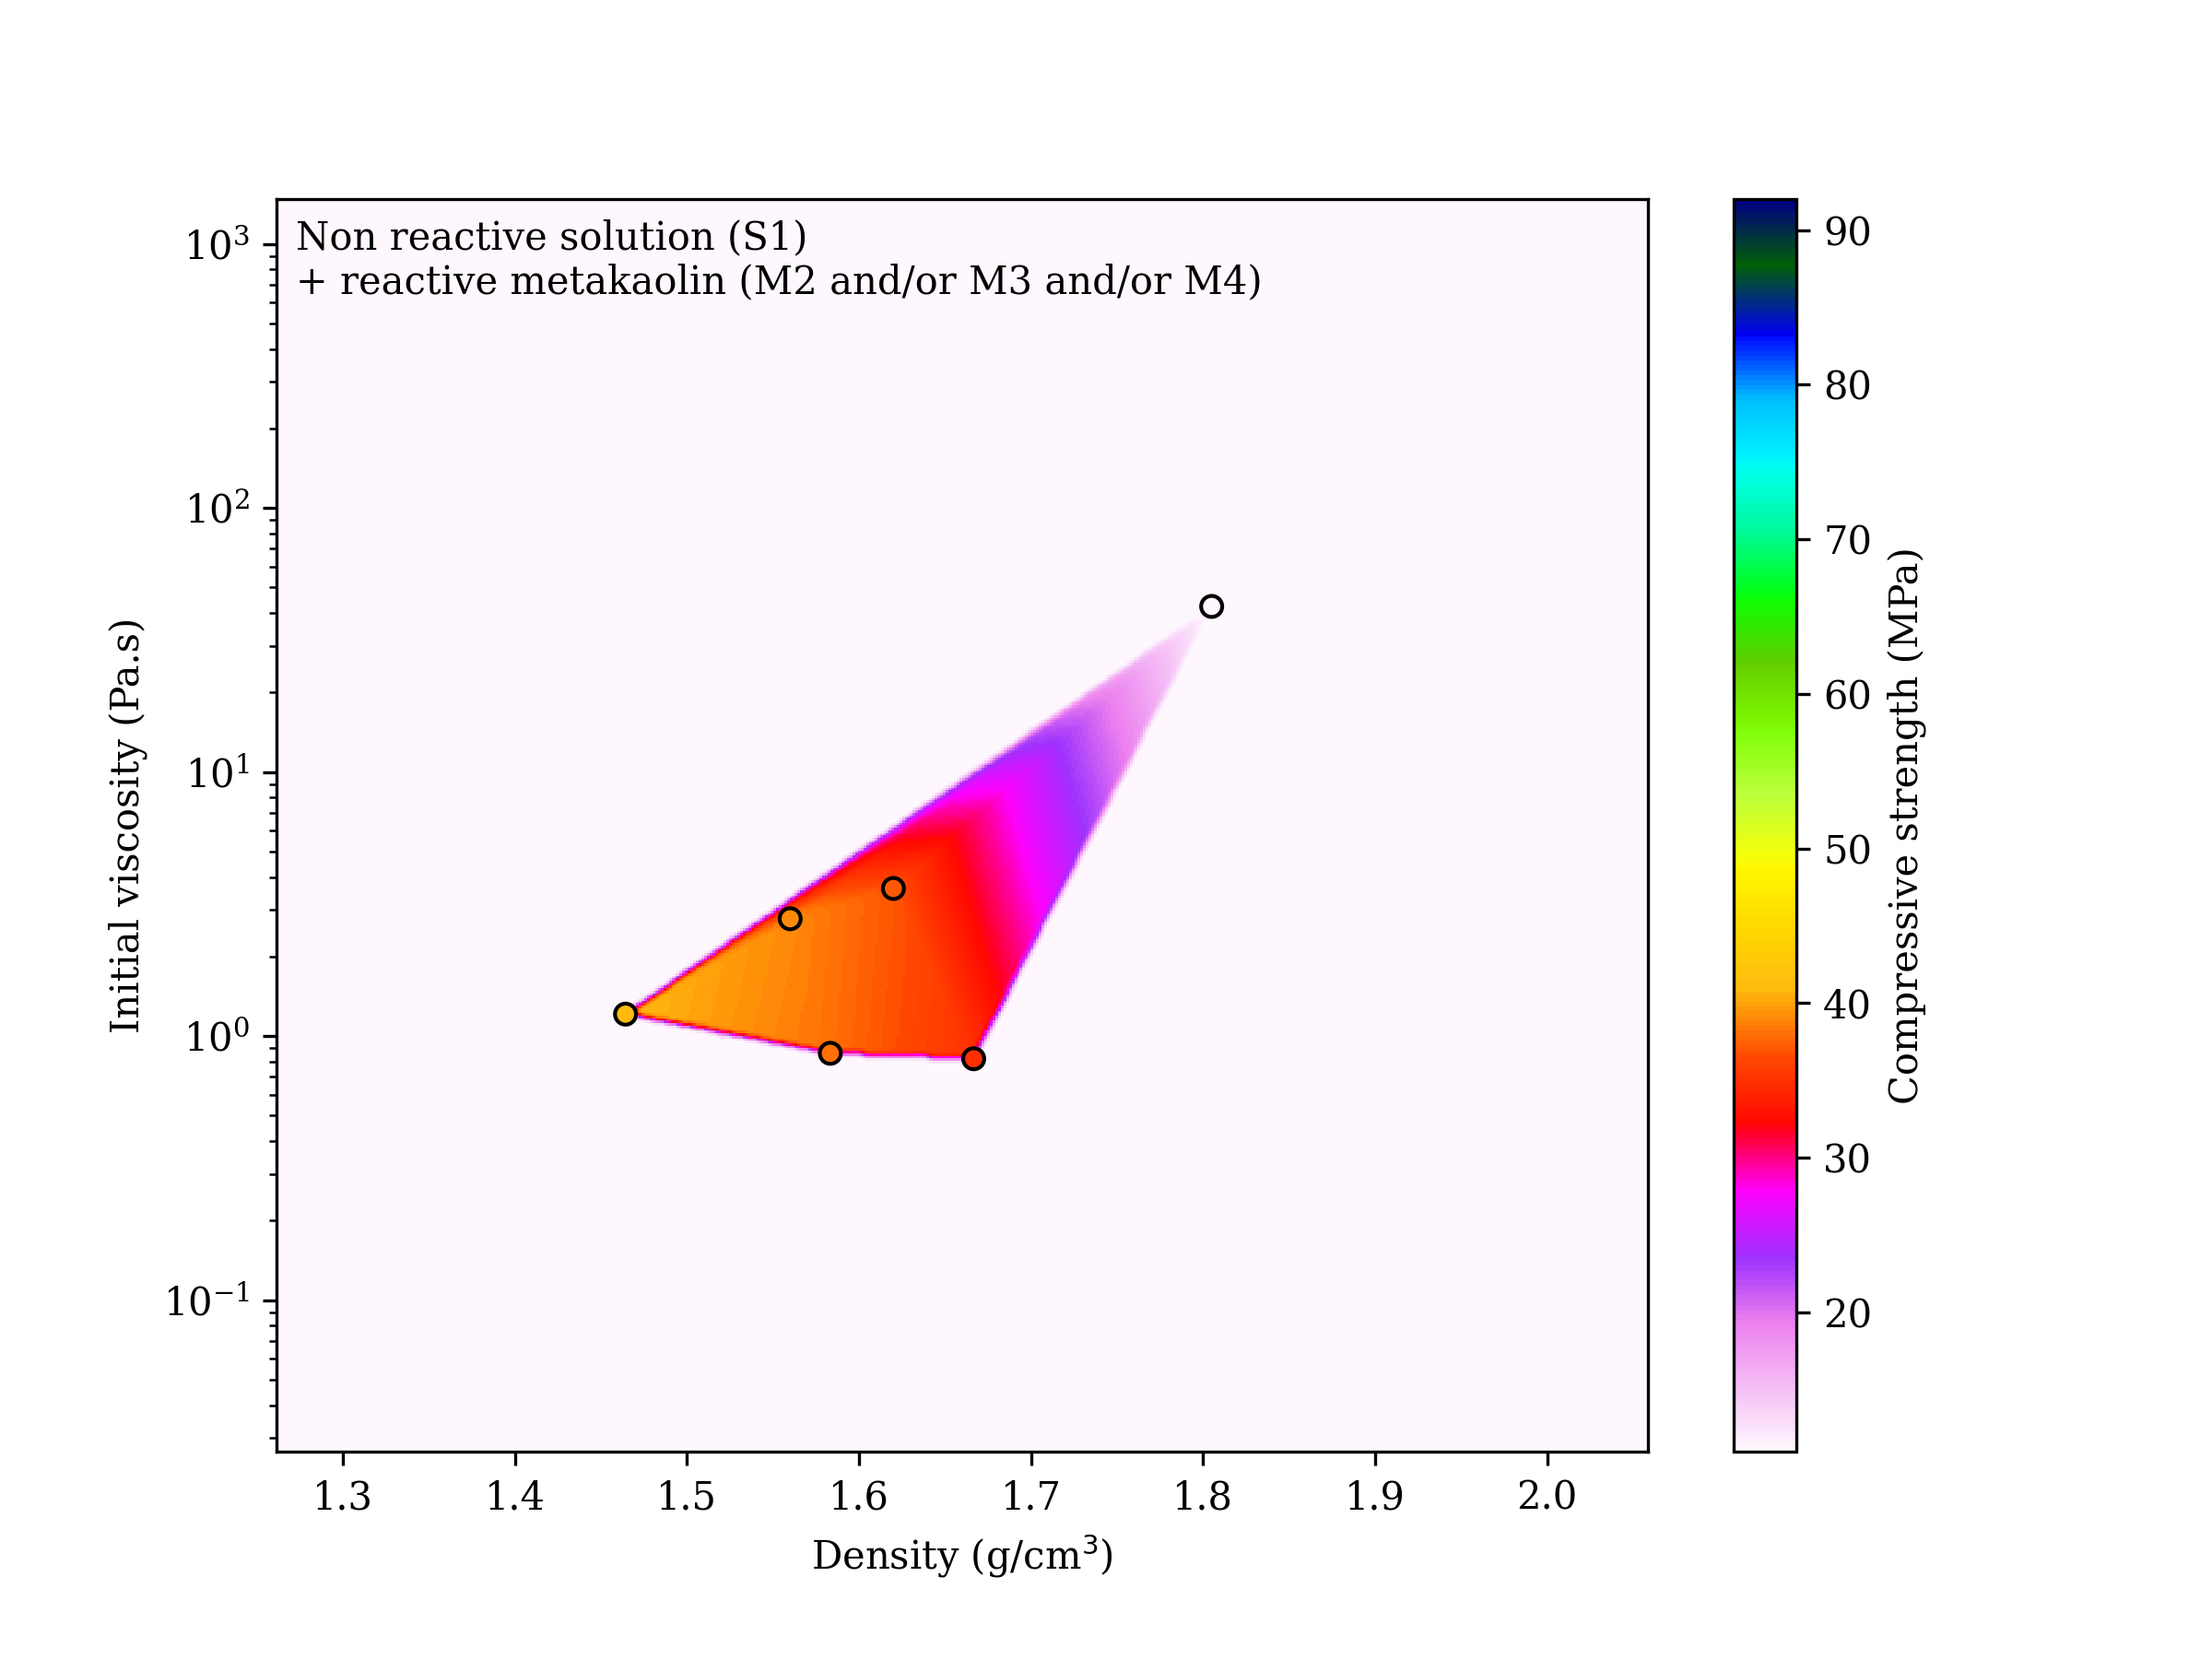 Non reactive solution (S1)
+ reactive metakaolin (M2 and/or M3 and/or M4)
10³
10²
10¹
10⁰
10⁻¹
Initial viscosity (Pa.s)
1.3 1.4 1.5 1.6 1.7 1.8 1.9 2.0
Density (g/cm³)
90
80
70
60
50
40
30
20
Compressive strength (MPa)